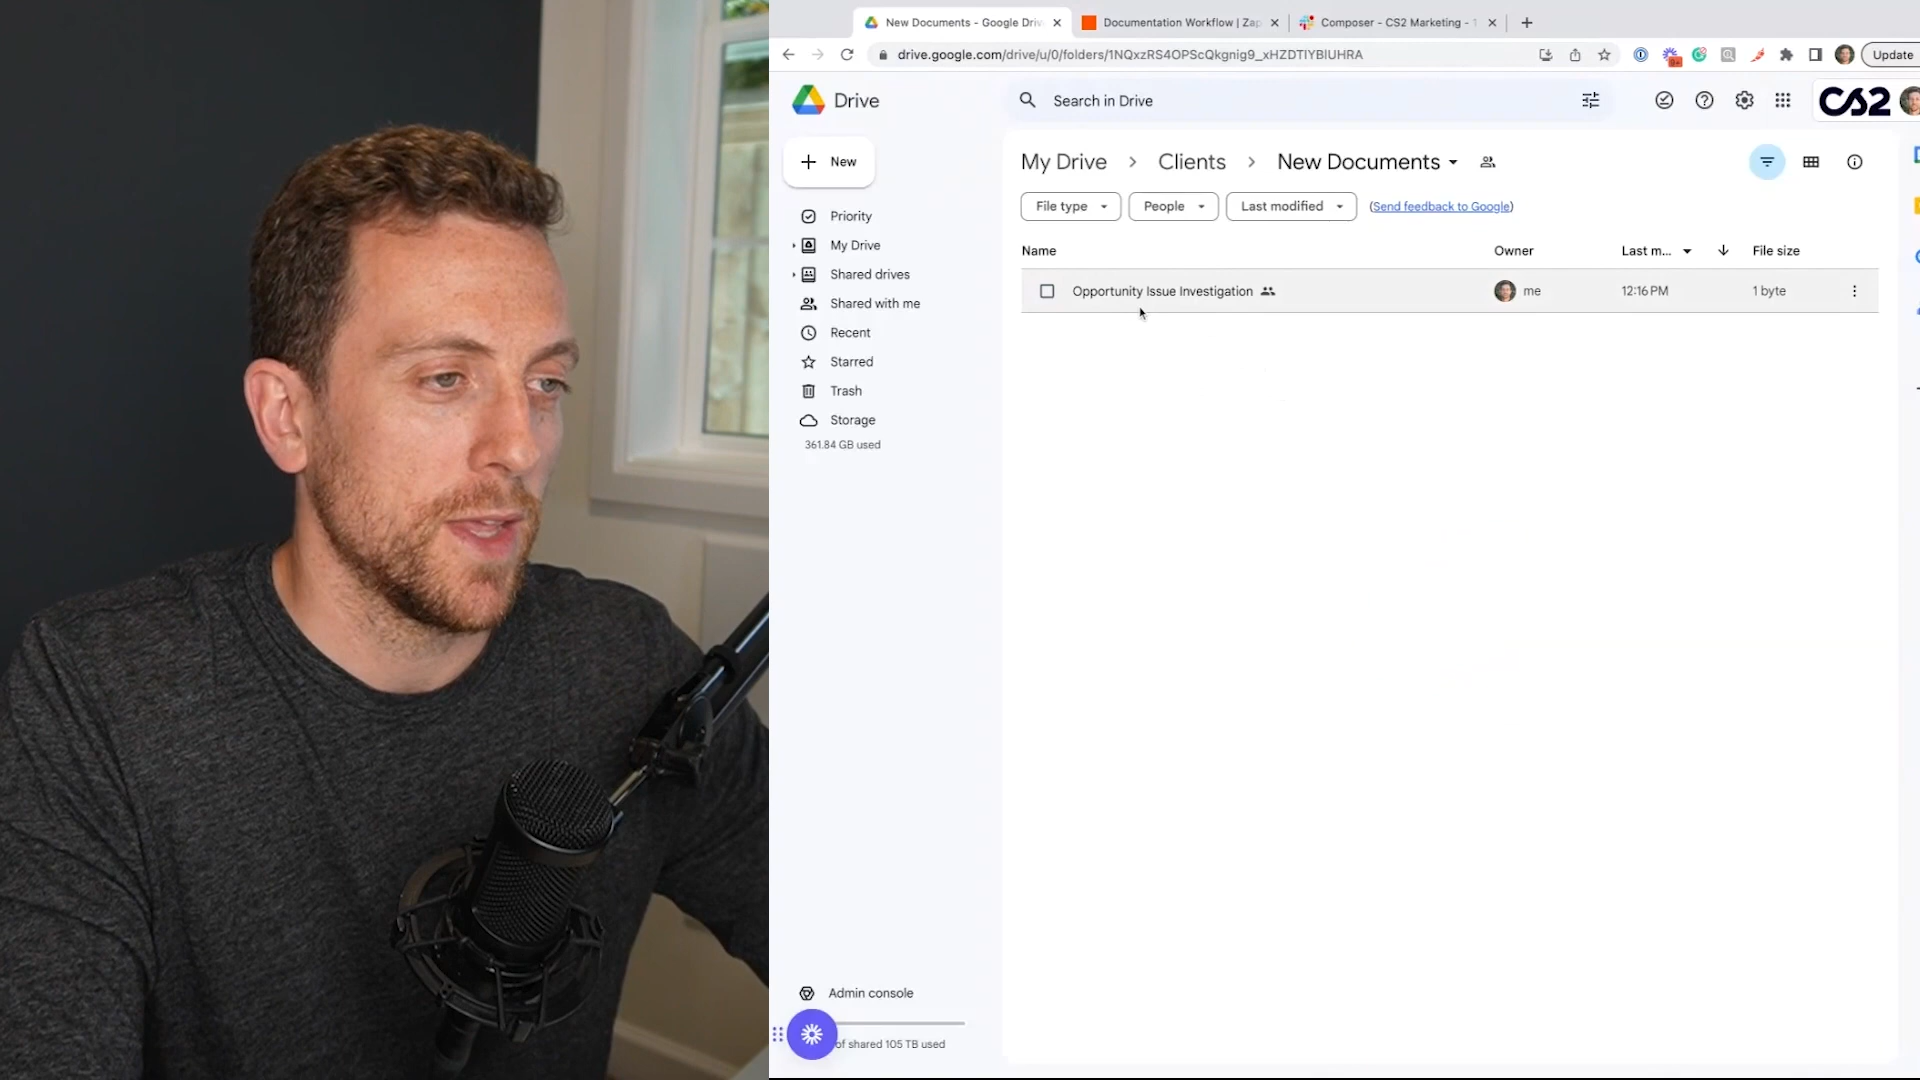 New Documents - Google Driv
Documentation Workflow | Zap
Composer - CS2 Marketing - 1
drive.google.com/drive/u/0/folders/1NQxzRS4OPScQkgnig9_xHZDTIYBlUHRA
Update
Drive
Search in Drive
CS2
New
My Drive
Clients
New Documents
File type
People
Last modified
(Send feedback to Google)
Priority
My Drive
Shared drives
Shared with me
Recent
Starred
Trash
Storage
361.84 GB used
Name
Owner
Last m...
File size
Opportunity Issue Investigation
me
12:16 PM
1 byte
Admin console
of shared 105 TB used